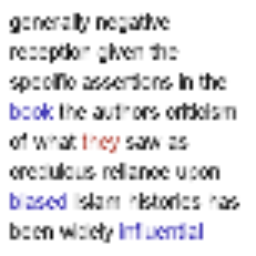 generally negative
reception given the
specific assertions in the
book the authors criticism
of what they saw as
credulous reliance upon
biased Islam histories has
been widely influential